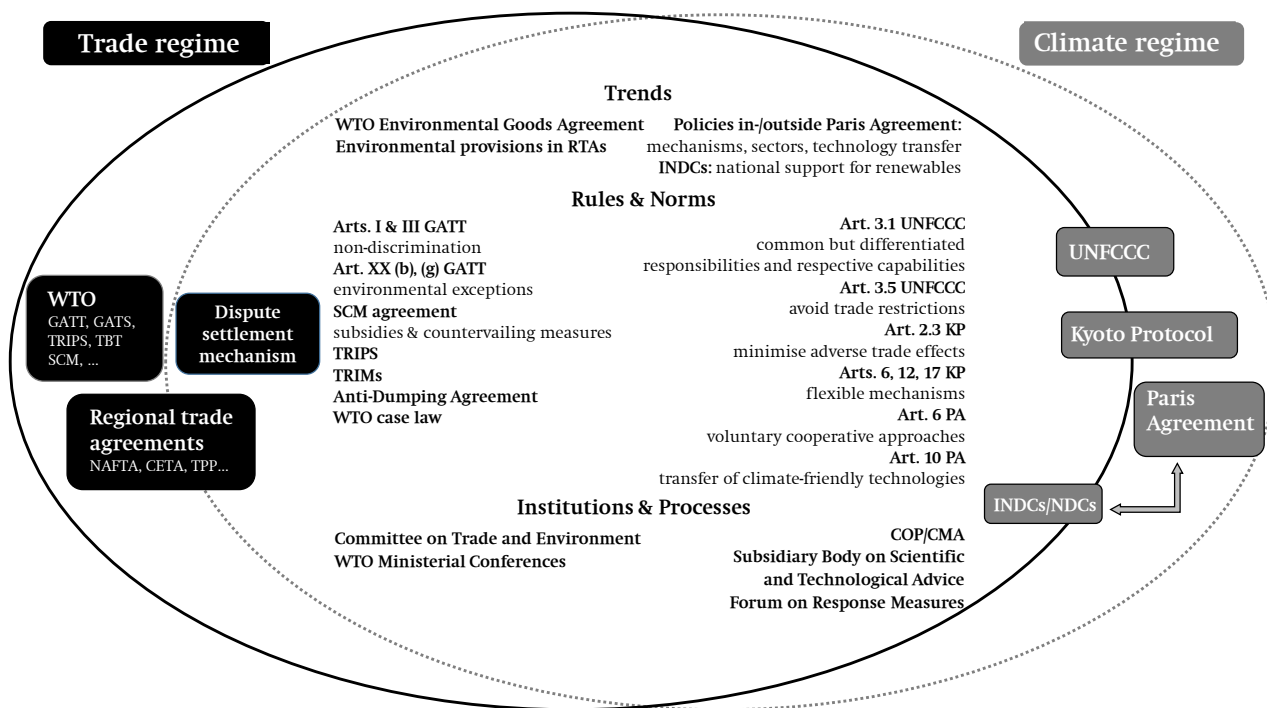 Trade regime
Climate regime
Trends
WTO Environmental Goods Agreement
Environmental provisions in RTAs
Policies in-/outside Paris Agreement:
mechanisms, sectors, technology transfer
INDCs: national support for renewables
Rules & Norms
Arts. I & III GATT
non-discrimination
Art. XX (b), (g) GATT
environmental exceptions
SCM agreement
subsidies & countervailing measures
TRIPS
TRIMs
Anti-Dumping Agreement
WTO case law
Art. 3.1 UNFCCC
common but differentiated
responsibilities and respective capabilities
Art. 3.5 UNFCCC
avoid trade restrictions
Art. 2.3 KP
minimise adverse trade effects
Arts. 6, 12, 17 KP
flexible mechanisms
Art. 6 PA
voluntary cooperative approaches
Art. 10 PA
transfer of climate-friendly technologies
Institutions & Processes
Committee on Trade and Environment
WTO Ministerial Conferences
COP/CMA
Subsidiary Body on Scientific
and Technological Advice
Forum on Response Measures
WTO
GATT, GATS,
TRIPS, TBT
SCM, ...
Dispute
settlement
mechanism
Regional trade
agreements
NAFTA, CETA, TPP...
UNFCCC
Kyoto Protocol
Paris
Agreement
INDCs/NDCs